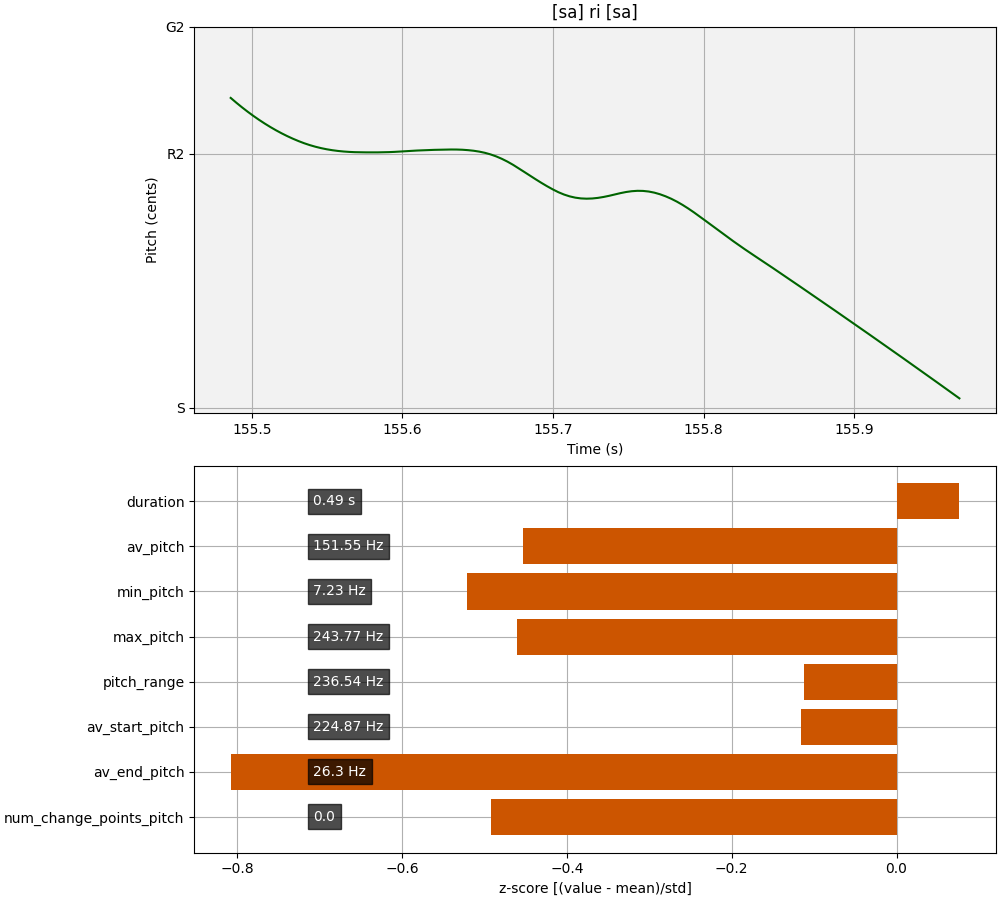 [sa] ri [sa]
G2
R2
S
Pitch (cents)
155.5 155.6 155.7 155.8 155.9
Time (s)
duration 0.49 s
av_pitch 151.55 Hz
min_pitch 7.23 Hz
max_pitch 243.77 Hz
pitch_range 236.54 Hz
av_start_pitch 224.87 Hz
av_end_pitch 26.3 Hz
num_change_points_pitch 0.0
−0.8 −0.6 −0.4 −0.2 0.0
z-score [(value - mean)/std]